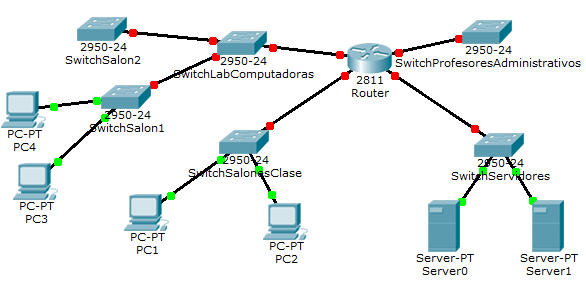 2950-24
SwitchSalon2
2950-24
SwitchLabComputadoras
2811
Router
2950-24
SwitchProfesoresAdministrativos
2950-24
SwitchSalon1
PC-PT
PC4
PC-PT
PC3
2950-24
SwitchSalonesClase
PC-PT
PC1
PC-PT
PC2
2950-24
SwitchServidores
Server-PT
Server0
Server-PT
Server1